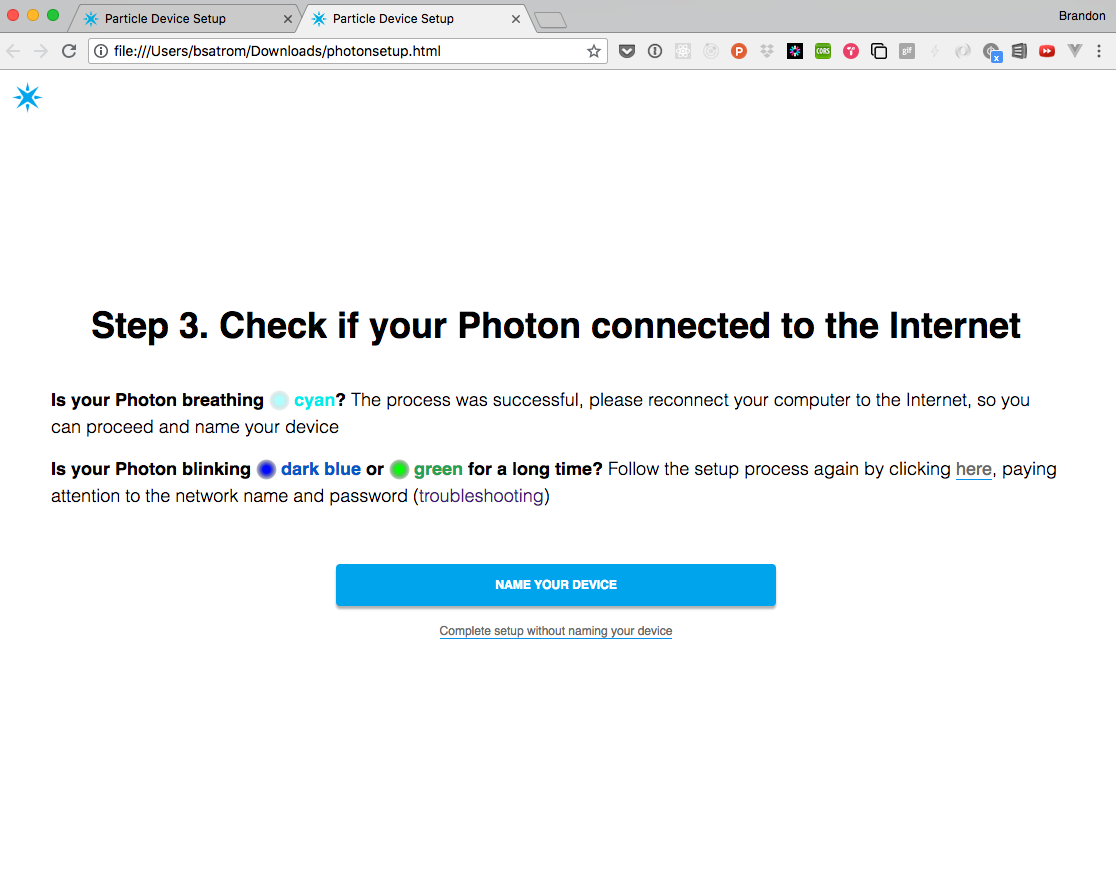 Particle Device Setup
Particle Device Setup
Brandon
file:///Users/bsatrom/Downloads/photonsetup.html
P
CORS
gif
x
Step 3. Check if your Photon connected to the Internet
Is your Photon breathing cyan? The process was successful, please reconnect your computer to the Internet, so you
can proceed and name your device
Is your Photon blinking dark blue or green for a long time? Follow the setup process again by clicking here, paying
attention to the network name and password (troubleshooting)
NAME YOUR DEVICE
Complete setup without naming your device